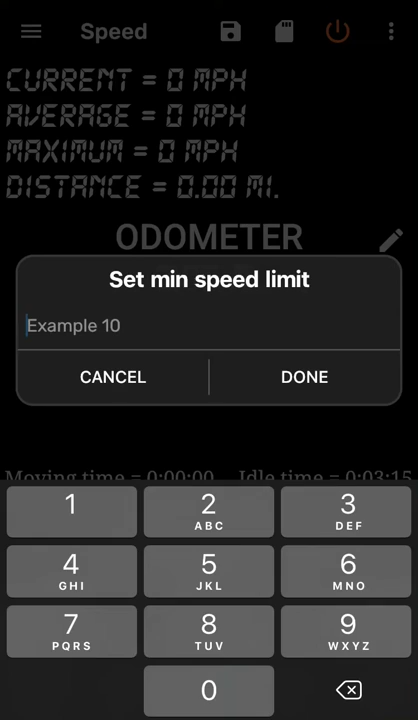 Speed
CURRENT = 0 MPH
AVERAGE = 0 MPH
MAXIMUM = 0 MPH
DISTANCE = 0.00 MI.
ODOMETER
Set min speed limit
Example 10
CANCEL DONE
Moving time = 0:00:00 Idle time = 0:03:15
1 2 3
ABC DEF
4 5 6
GHI JKL MNO
7 8 9
PQRS TUV WXYZ
0